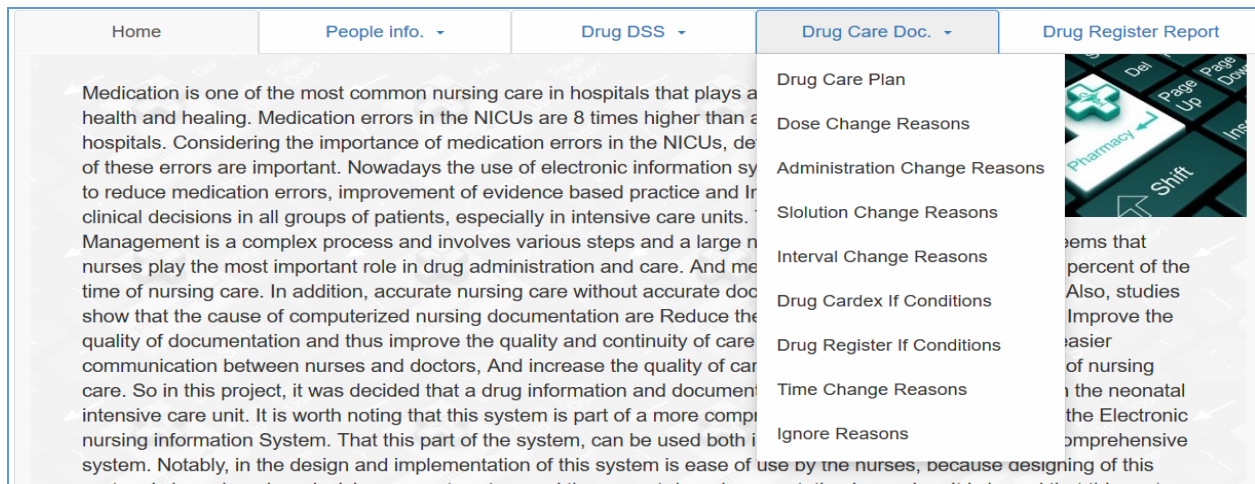 Home People info. Drug DSS Drug Care Doc. Drug Register Report
Drug Care Plan
Dose Change Reasons
Administration Change Reasons
Slolution Change Reasons
Interval Change Reasons
Drug Cardex If Conditions
Drug Register If Conditions
Time Change Reasons
Ignore Reasons
Medication is one of the most common nursing care in hospitals that plays a
health and healing. Medication errors in the NICUs are 8 times higher than a
hospitals. Considering the importance of medication errors in the NICUs, de
of these errors are important. Nowadays the use of electronic information sy
to reduce medication errors, improvement of evidence based practice and In
clinical decisions in all groups of patients, especially in intensive care units.
Management is a complex process and involves various steps and a large n eems that
nurses play the most important role in drug administration and care. And me percent of the
time of nursing care. In addition, accurate nursing care without accurate doc Also, studies
show that the cause of computerized nursing documentation are Reduce the Improve the
quality of documentation and thus improve the quality and continuity of care easier
communication between nurses and doctors, And increase the quality of car of nursing
care. So in this project, it was decided that a drug information and document n the neonatal
intensive care unit. It is worth noting that this system is part of a more compr the Electronic
nursing information System. That this part of the system, can be used both i omprehensive
system. Notably, in the design and implementation of this system is ease of use by the nurses, because designing of this
Del
Page Up
Page Down
Ins
Pharmacy
Shift